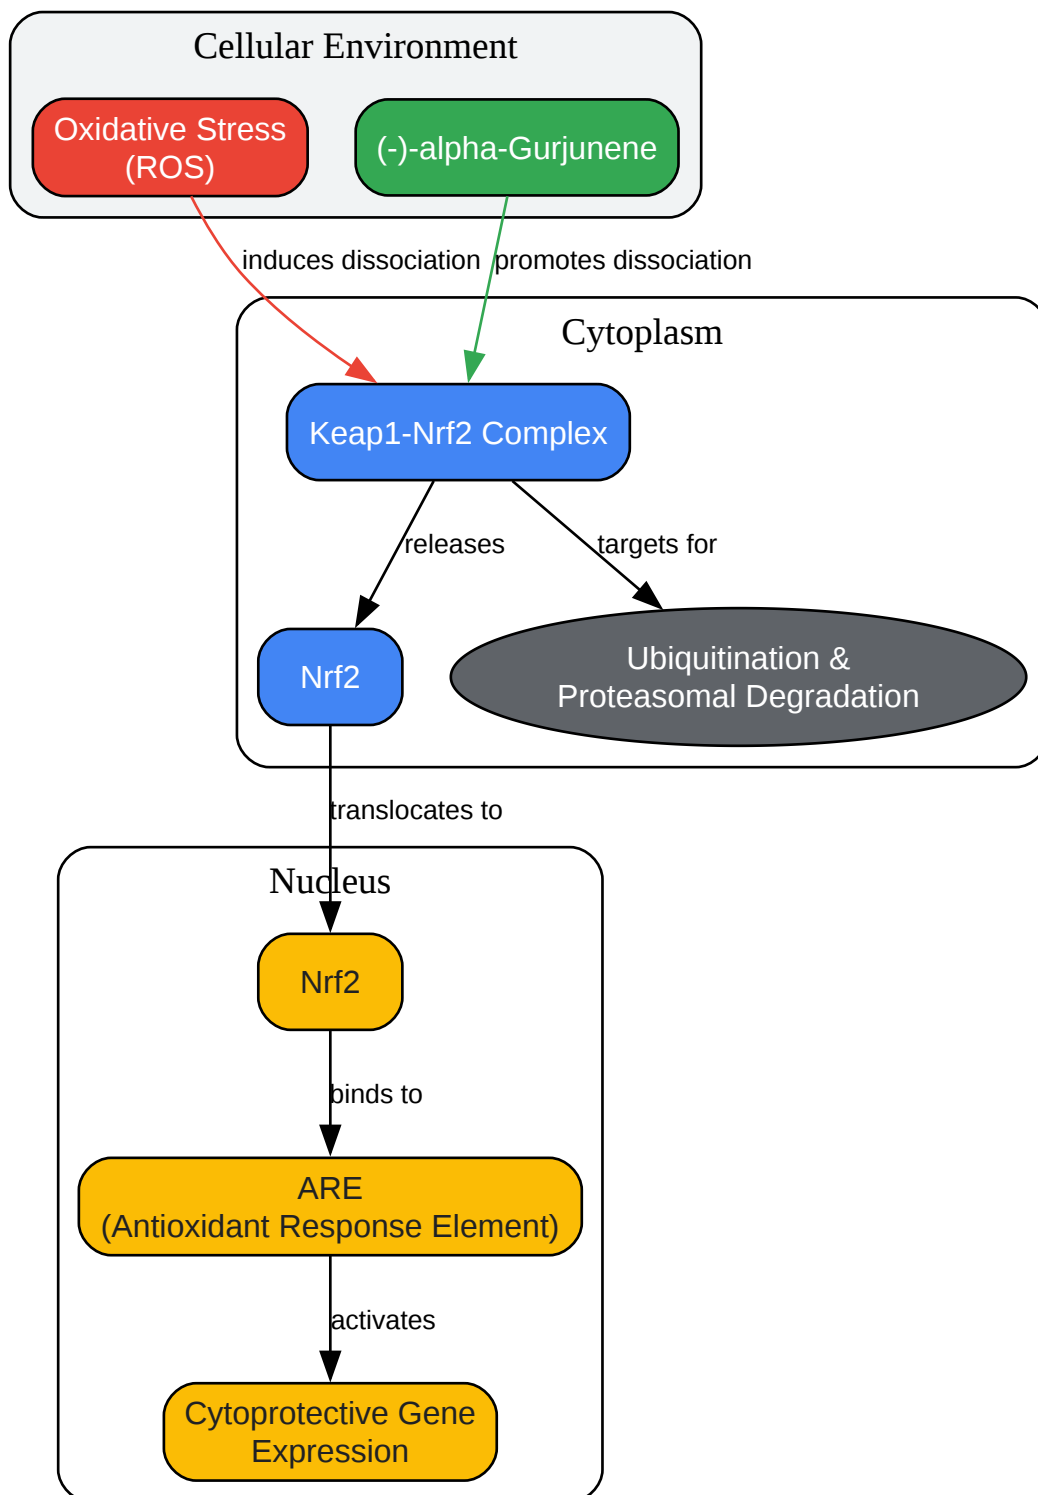 Cellular Environment
Oxidative Stress
(ROS)
(-)-alpha-Gurjunene
induces dissociation
promotes dissociation
Cytoplasm
Keap1-Nrf2 Complex
releases
targets for
Nrf2
Ubiquitination &
Proteasomal Degradation
translocates to
Nucleus
Nrf2
binds to
ARE
(Antioxidant Response Element)
activates
Cytoprotective Gene
Expression